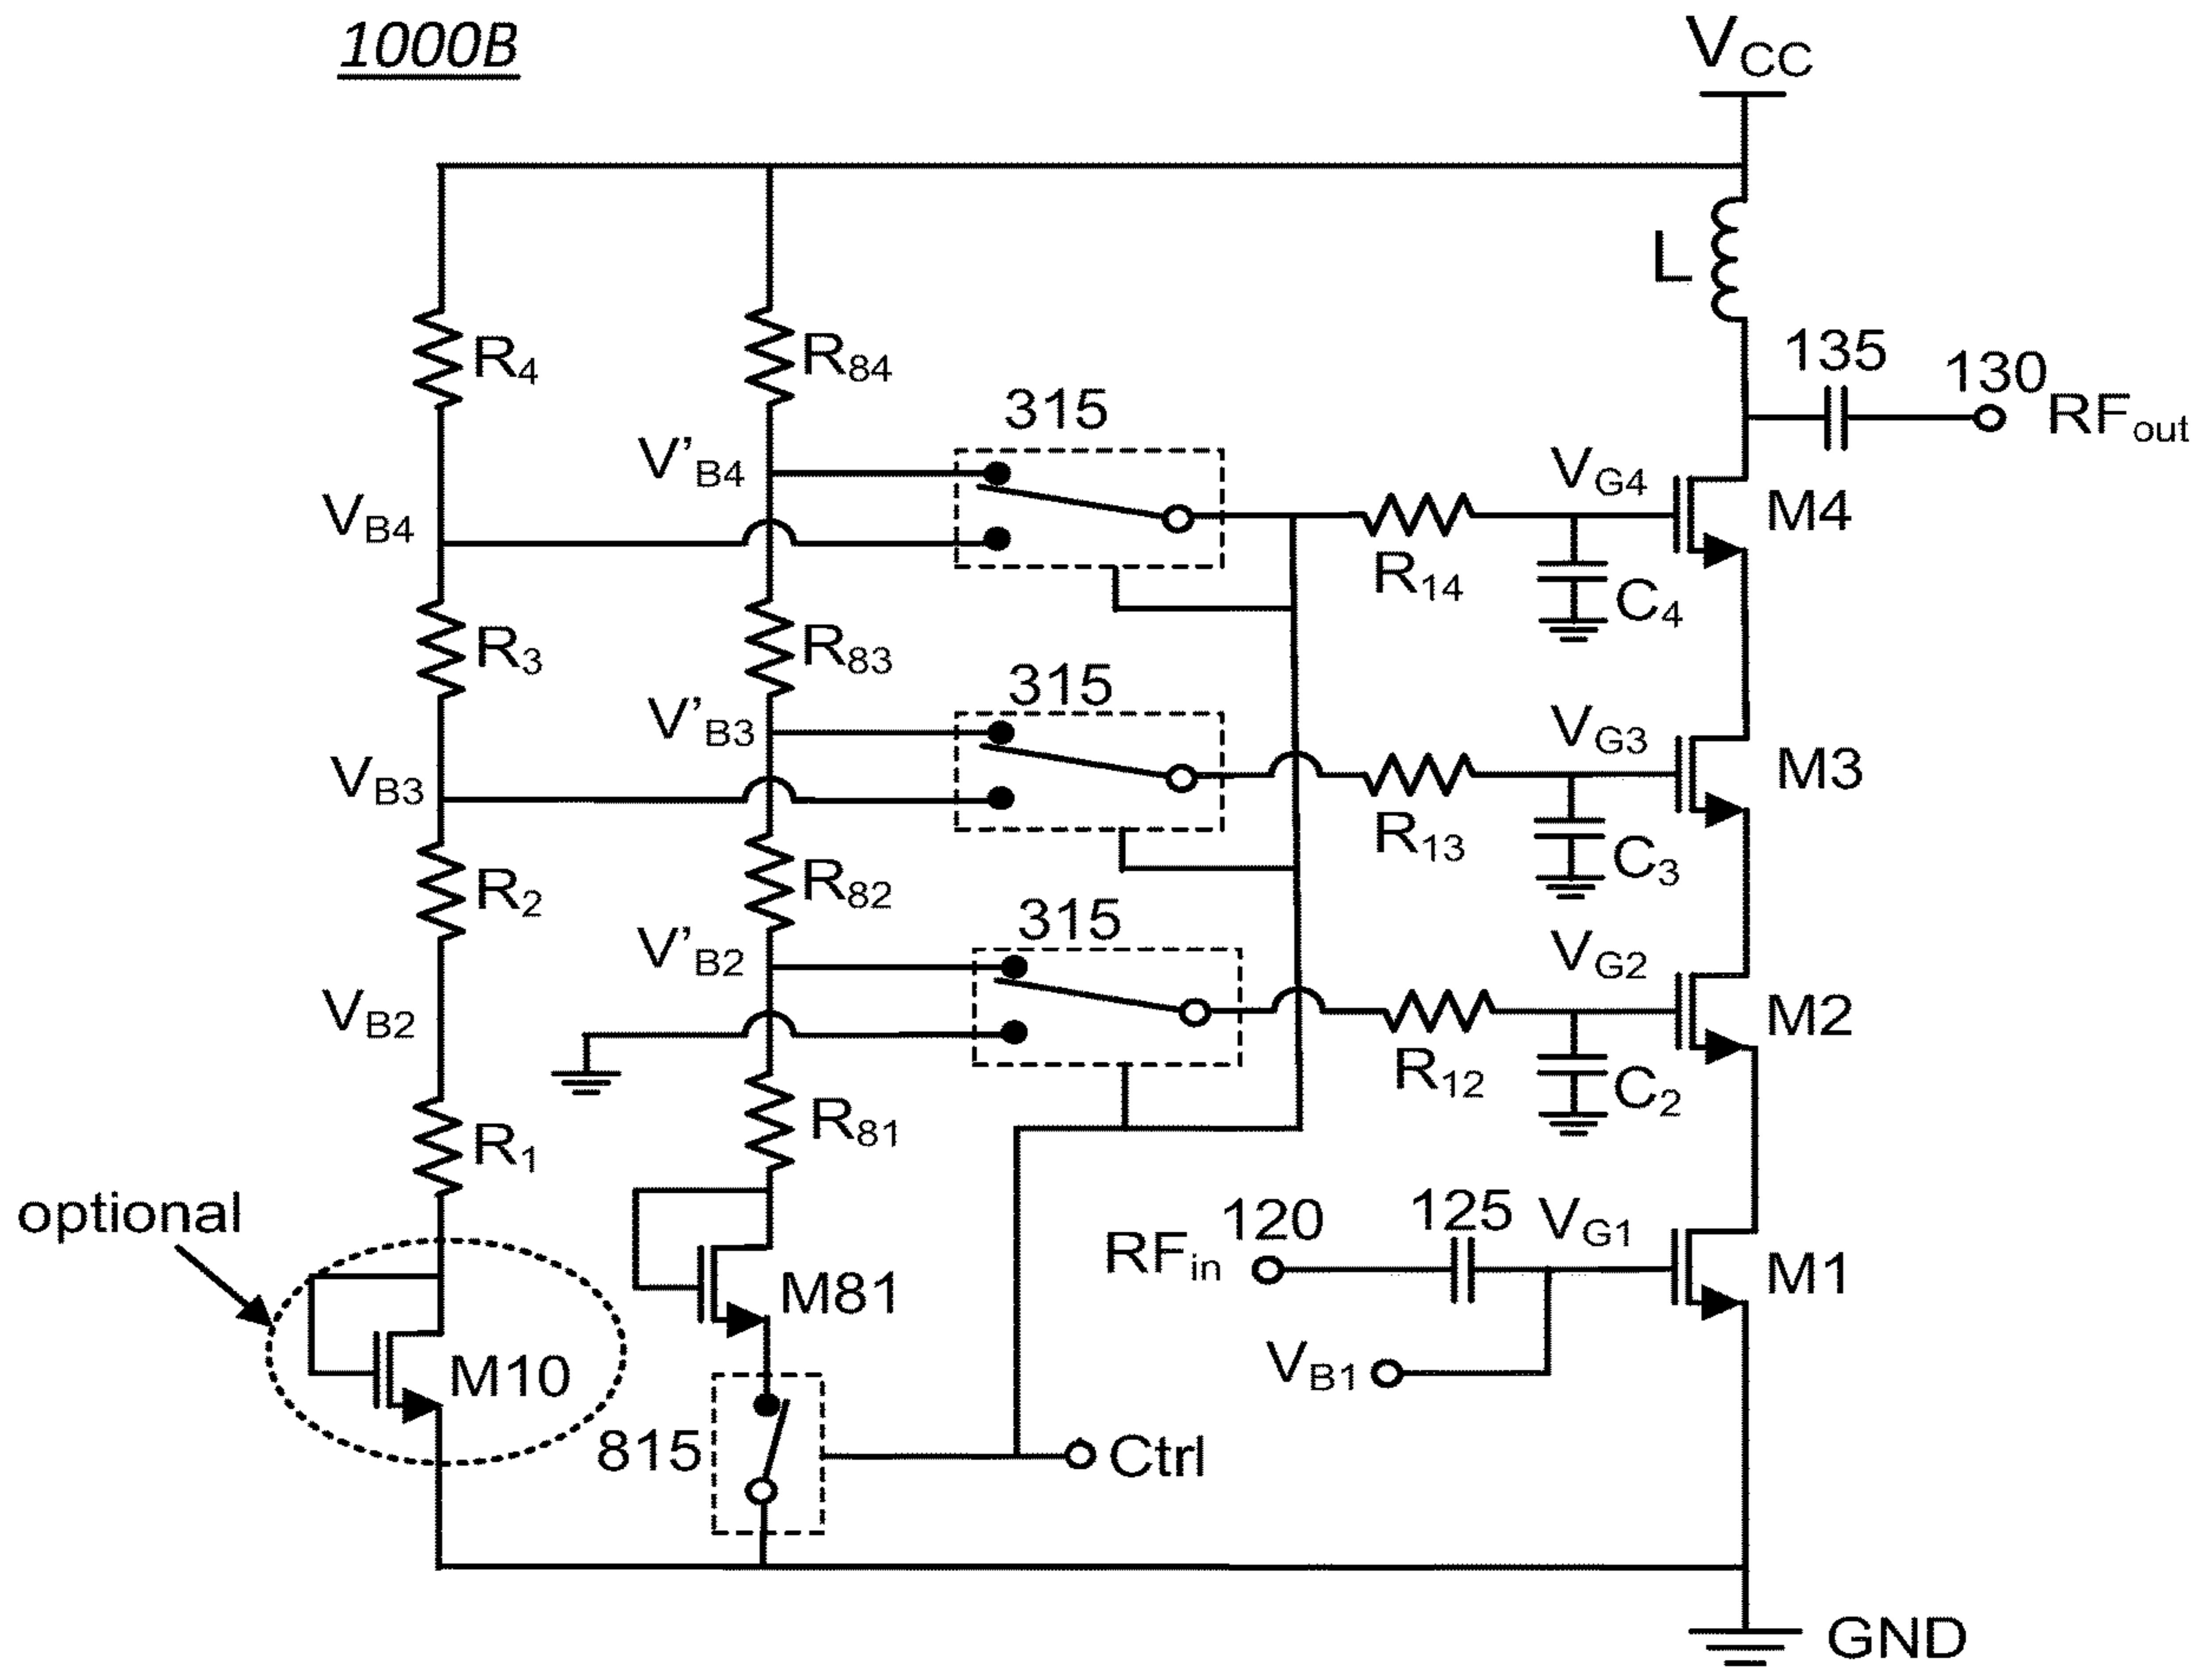 1000B
VCC
L
R4
R84
135
130
RFout
315
V'B4
VG4
M4
VB4
R14
C4
R3
R83
315
V'B3
VG3
M3
VB3
R13
C3
R2
R82
315
V'B2
VG2
M2
VB2
R12
C2
R1
R81
optional
RFin
120
125
VG1
M1
M81
VB1
M10
815
Ctrl
GND